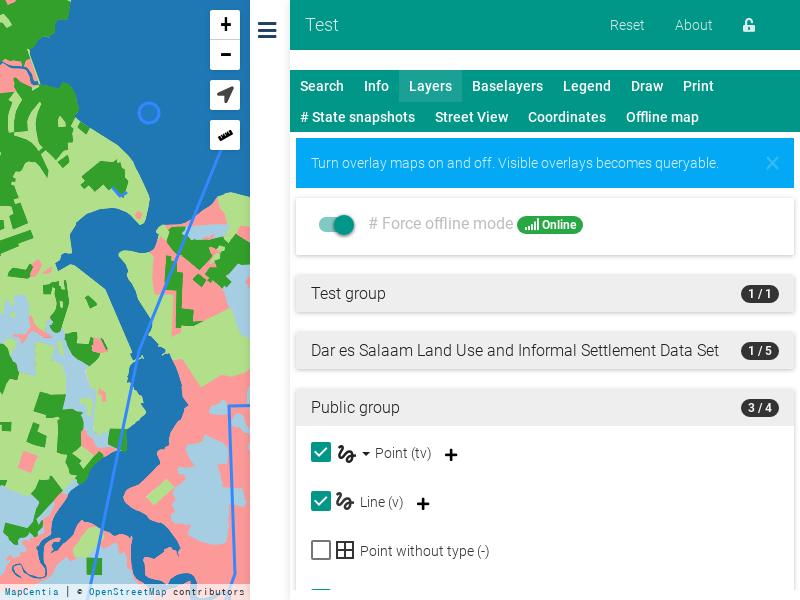 +
−
Test
Reset
About
Search Info Layers Baselayers Legend Draw Print
# State snapshots Street View Coordinates Offline map
Turn overlay maps on and off. Visible overlays becomes queryable. ×
# Force offline mode Online
Test group 1 / 1
Dar es Salaam Land Use and Informal Settlement Data Set 1 / 5
Public group 3 / 4
Point (tv) +
Line (v) +
Point without type (-)
MapCentia | © OpenStreetMap contributors